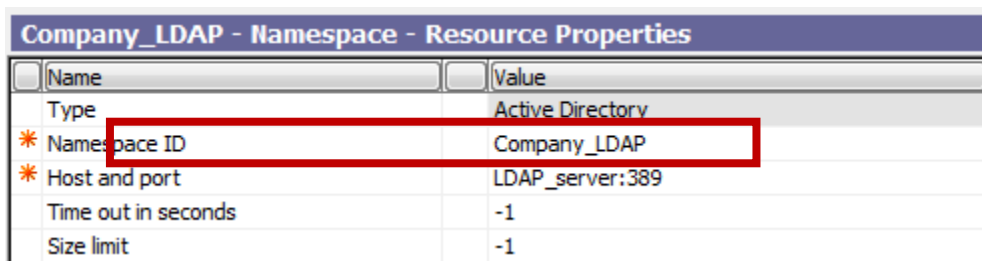 Company_LDAP - Namespace - Resource Properties
Name Value
Type Active Directory
* Namespace ID Company_LDAP
* Host and port LDAP_server:389
Time out in seconds -1
Size limit -1